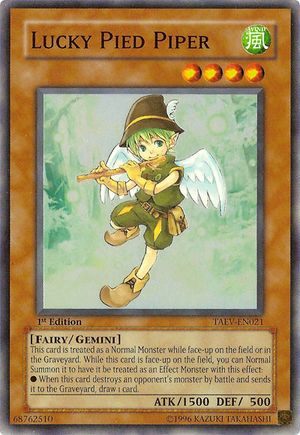 LUCKY PIED PIPER
WIND
風
1st Edition
TAEV-EN021
[FAIRY/GEMINI]
This card is treated as a Normal Monster while face-up on the field or in
the Graveyard. While this card is face-up on the field, you can Normal
Summon it to have it be treated as an Effect Monster with this effect:
● When this card destroys an opponent's monster by battle and sends
it to the Graveyard, draw 1 card.
ATK/1500 DEF/ 500
68762510
©1996 KAZUKI TAKAHASHI